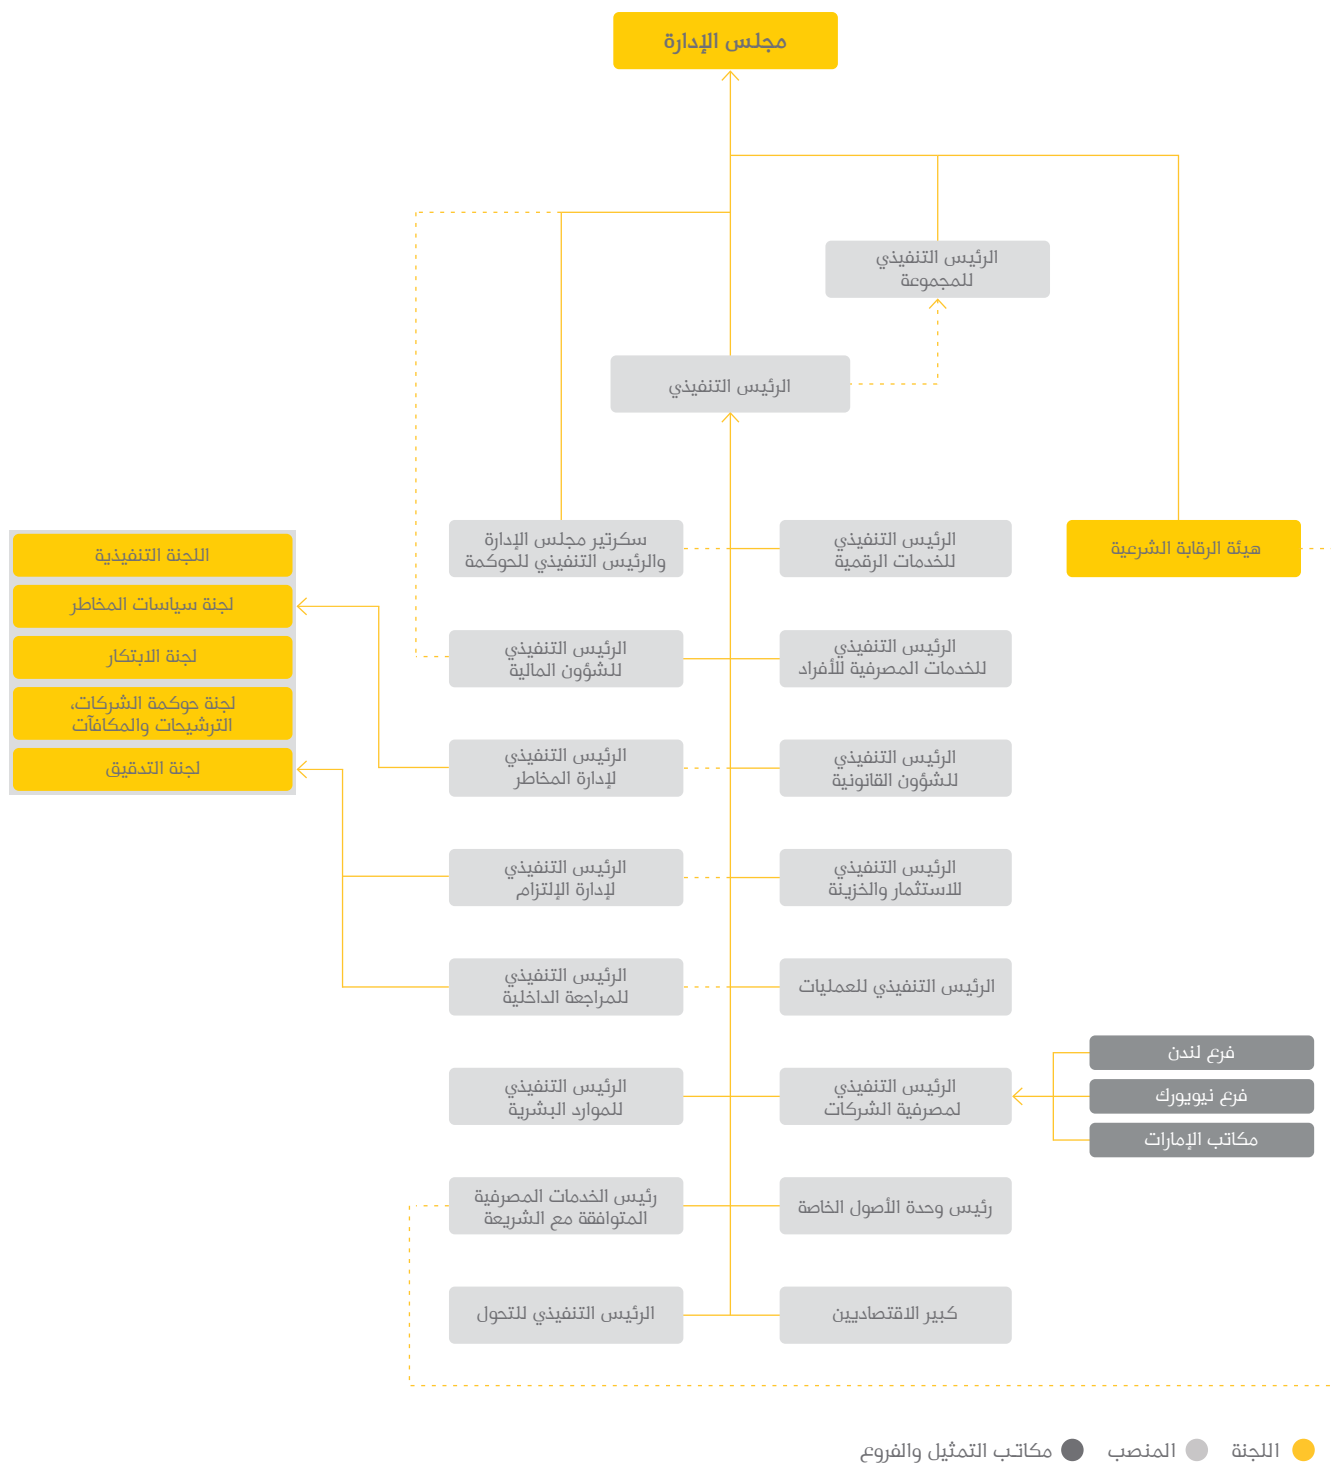 مجلس الإدارة
الرئيس التنفيذي
للمجموعة
الرئيس التنفيذي
هيئة الرقابة الشرعية
الرئيس التنفيذي
للخدمات الرقمية
سكرتير مجلس الإدارة
والرئيس التنفيذي للحوكمة
اللجنة التنفيذية
لجنة سياسات المخاطر
لجنة الابتكار
لجنة حوكمة الشركات،
الترشيحات والمكافآت
لجنة التدقيق
الرئيس التنفيذي
للخدمات المصرفية للأفراد
الرئيس التنفيذي
للشؤون المالية
الرئيس التنفيذي
للشؤون القانونية
الرئيس التنفيذي
لإدارة المخاطر
الرئيس التنفيذي
للاستثمار والخزينة
الرئيس التنفيذي
لإدارة الإلتزام
الرئيس التنفيذي للعمليات
الرئيس التنفيذي
للمراجعة الداخلية
فرع لندن
فرع نيويورك
مكاتب الإمارات
الرئيس التنفيذي
لمصرفية الشركات
الرئيس التنفيذي
للموارد البشرية
رئيس وحدة الأصول الخاصة
رئيس الخدمات المصرفية
المتوافقة مع الشريعة
كبير الاقتصاديين
الرئيس التنفيذي للتحول
اللجنة
المنصب
مكاتب التمثيل والفروع